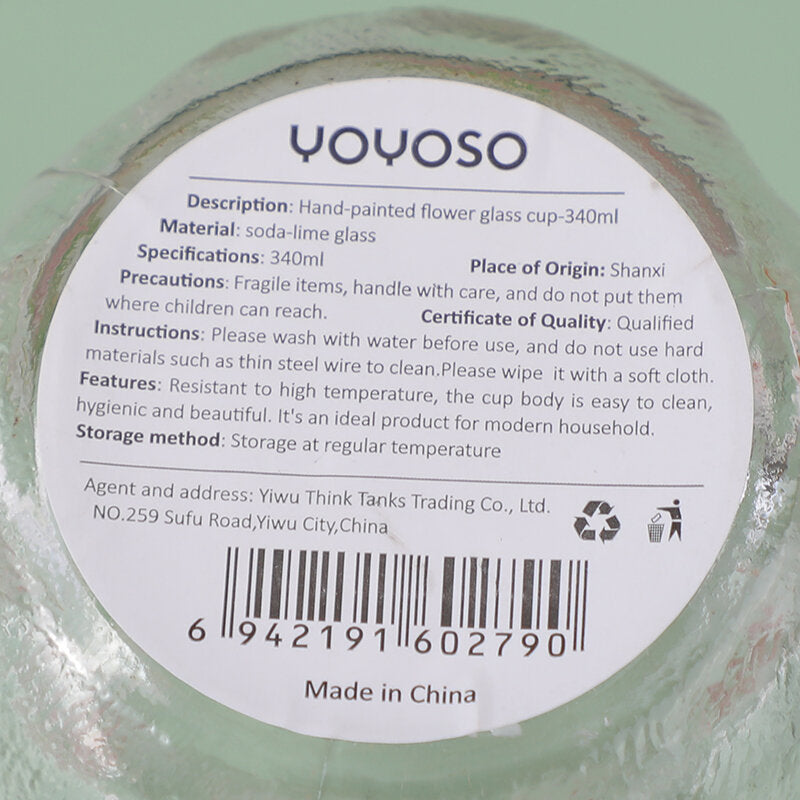 YOYOSO
Description: Hand-painted flower glass cup-340ml
Material: soda-lime glass
Specifications: 340ml Place of Origin: Shanxi
Precautions: Fragile items, handle with care, and do not put them
where children can reach. Certificate of Quality: Qualified
Instructions: Please wash with water before use, and do not use hard
materials such as thin steel wire to clean.Please wipe it with a soft cloth.
Features: Resistant to high temperature, the cup body is easy to clean,
hygienic and beautiful. It's an ideal product for modern household.
Storage method: Storage at regular temperature
Agent and address: Yiwu Think Tanks Trading Co., Ltd.
NO.259 Sufu Road,Yiwu City,China
6 942191 602790
Made in China